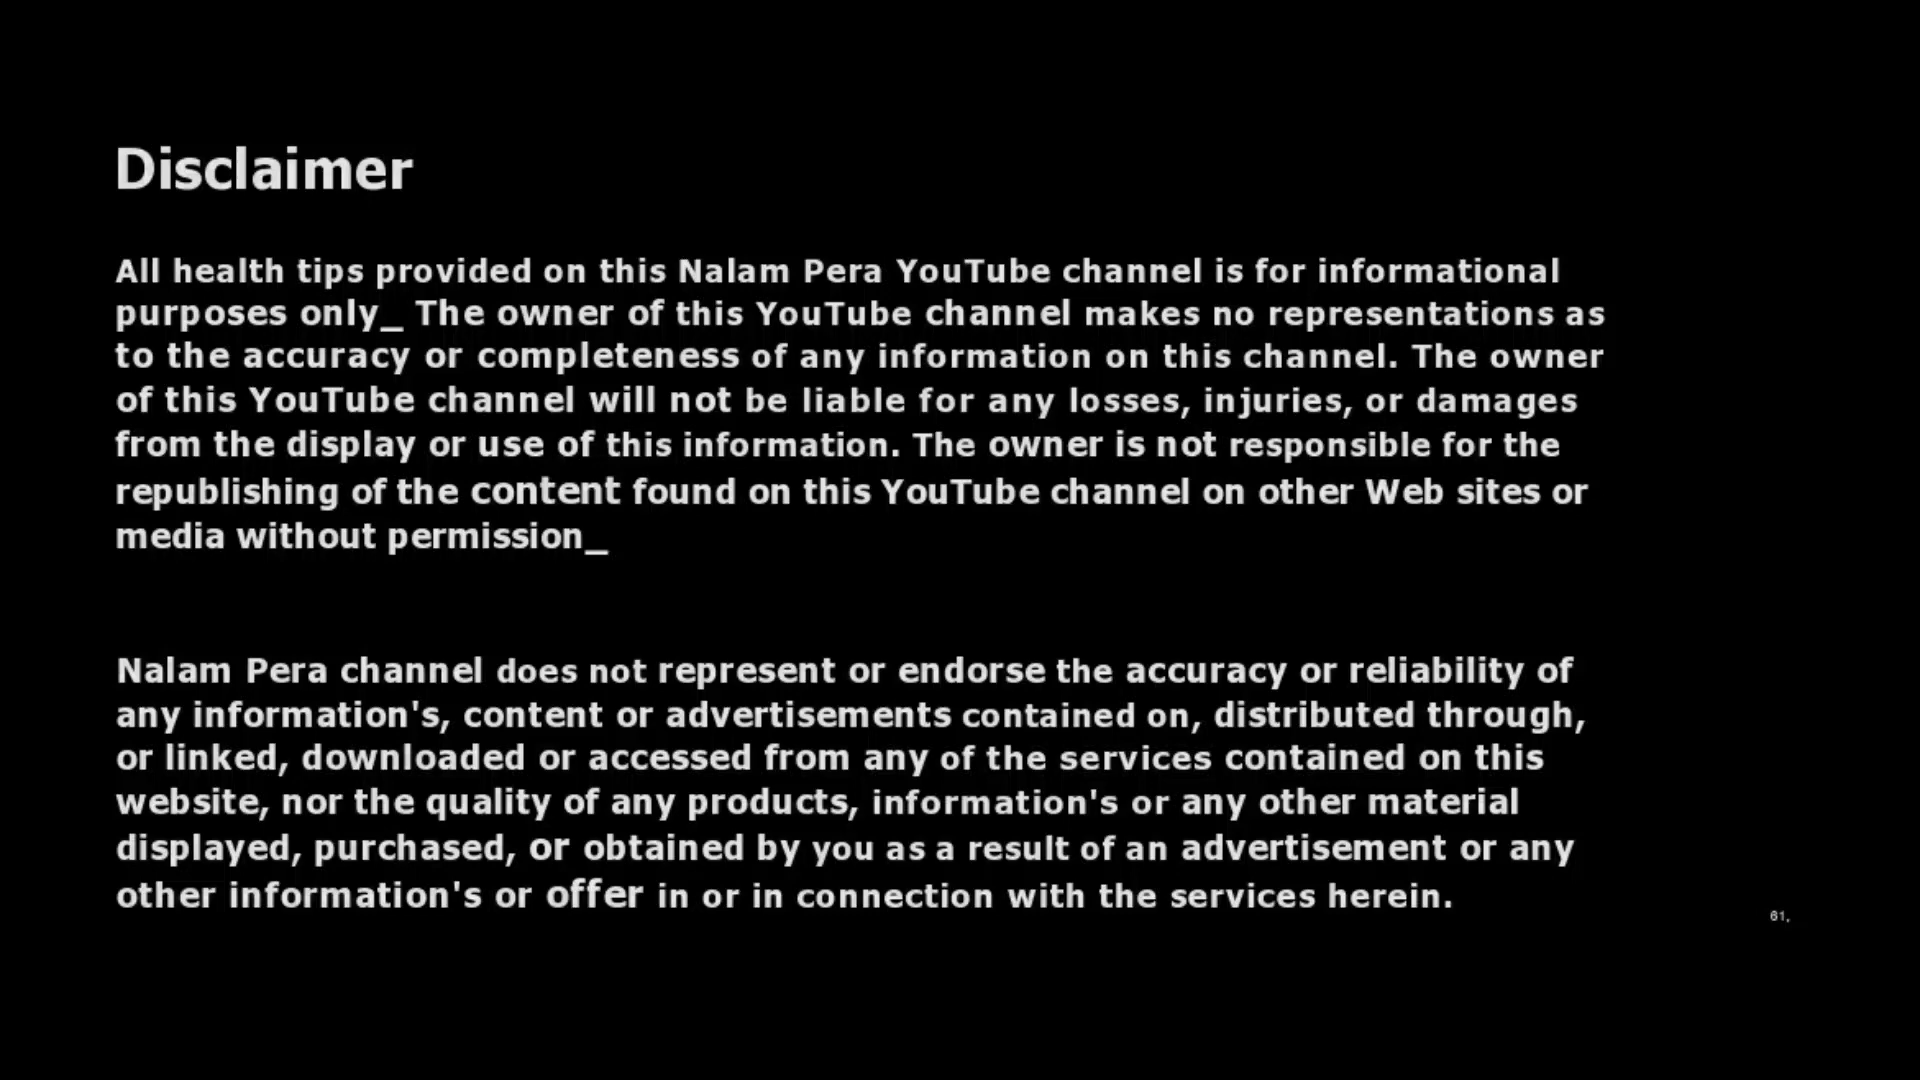 Disclaimer
All health tips provided on this Nalam Pera YouTube channel is for informational
purposes only_ The owner of this YouTube channel makes no representations as
to the accuracy or completeness of any information on this channel. The owner
of this YouTube channel will not be liable for any losses, injuries, or damages
from the display or use of this information. The owner is not responsible for the
republishing of the content found on this YouTube channel on other Web sites or
media without permission_
Nalam Pera channel does not represent or endorse the accuracy or reliability of
any information's, content or advertisements contained on, distributed through,
or linked, downloaded or accessed from any of the services contained on this
website, nor the quality of any products, information's or any other material
displayed, purchased, or obtained by you as a result of an advertisement or any
other information's or offer in or in connection with the services herein.
61,